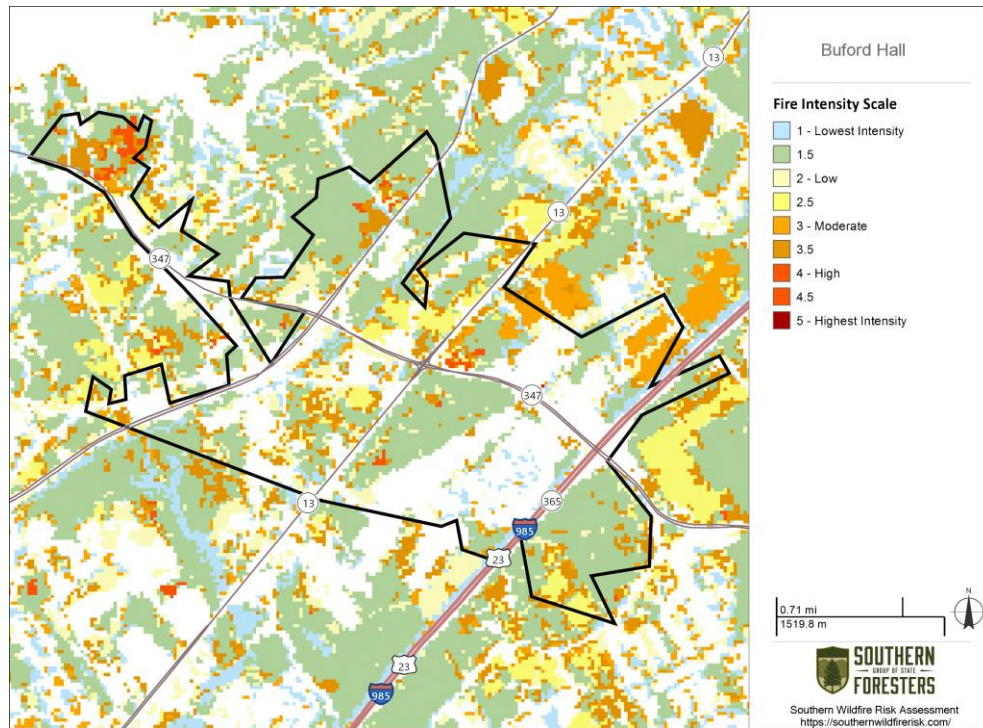 13
13
347
347
13
365
985
23
23
985
Buford Hall
Fire Intensity Scale
1 - Lowest Intensity
1.5
2 - Low
2.5
3 - Moderate
3.5
4 - High
4.5
5 - Highest Intensity
0.71 mi
1519.8 m
N
SOUTHERN
GROUP OF STATE
FORESTERS
Southern Wildfire Risk Assessment
https://southernwildfirerisk.com/